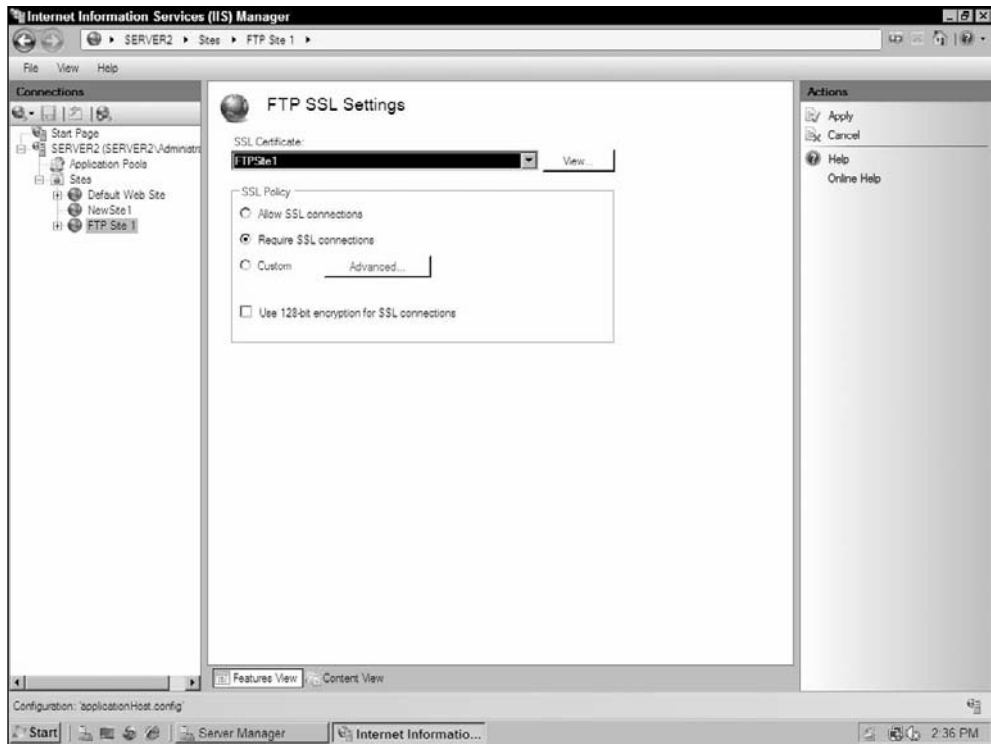 Internet Information Services (IIS) Manager
SERVER2 ▸ Sites ▸ FTP Site 1 ▸
File View Help
Connections
Start Page
SERVER2 (SERVER2\Administr
Application Pools
Sites
Default Web Site
NewSite1
FTP Site 1
FTP SSL Settings
SSL Certificate:
FTPSite1
View...
SSL Policy
Allow SSL connections
Require SSL connections
Custom
Advanced...
Use 128-bit encryption for SSL connections
Features View
Content View
Actions
Apply
Cancel
Help
Online Help
Configuration: 'applicationHost.config'
Start
Server Manager
Internet Informatio...
2:36 PM